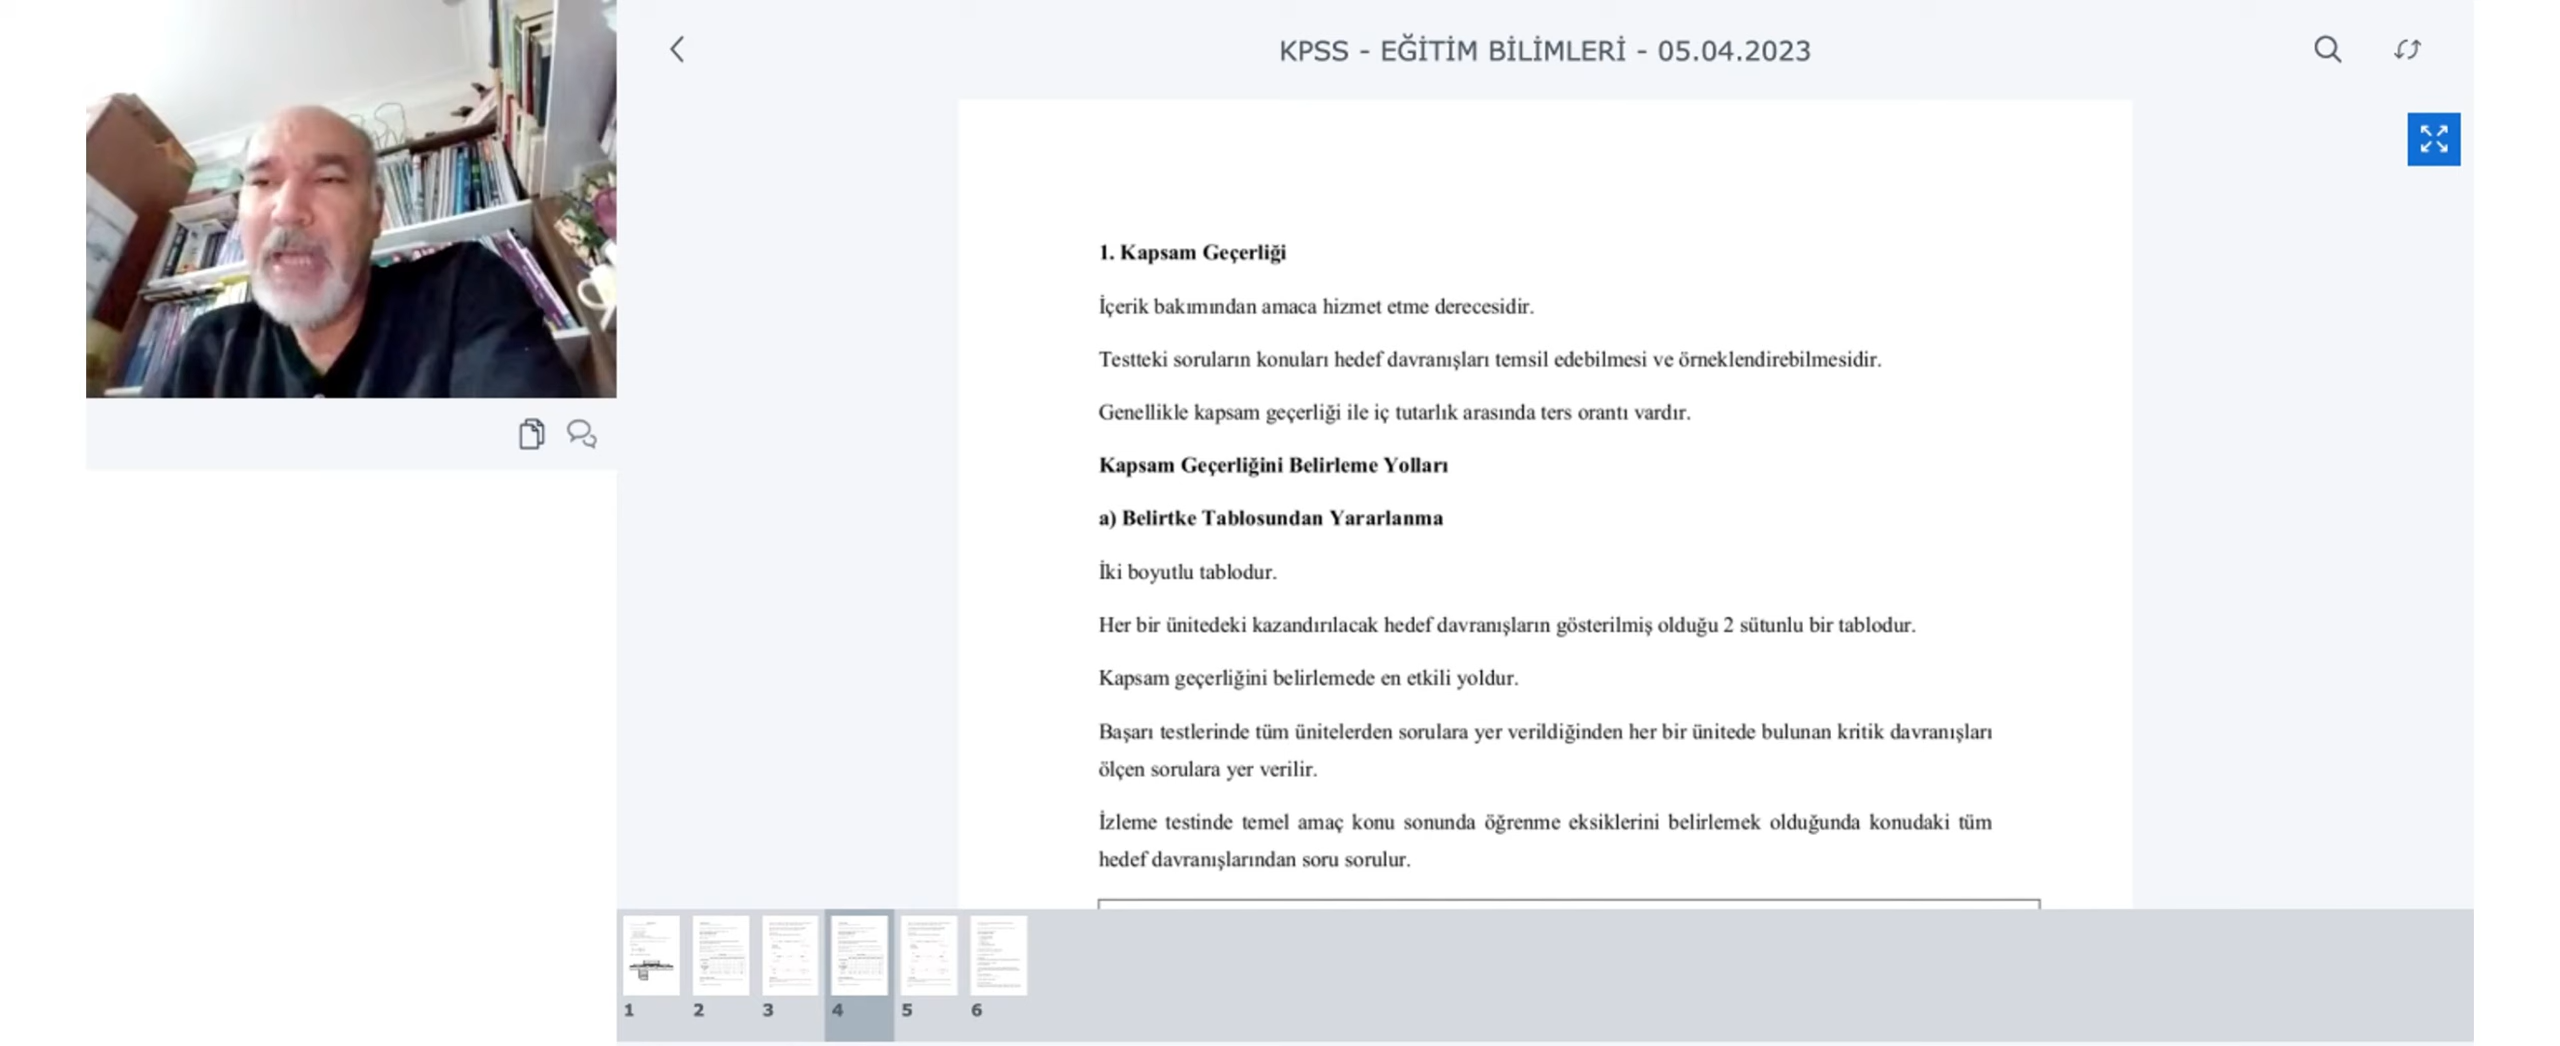 KPSS - EĞİTİM BİLİMLERİ - 05.04.2023
1. Kapsam Geçerliği
İçerik bakımından amaca hizmet etme derecesidir.
Testteki soruların konuları hedef davranışları temsil edebilmesi ve örneklendirebilmesidir.
Genellikle kapsam geçerliği ile iç tutarlık arasında ters orantı vardır.
Kapsam Geçerliğini Belirleme Yolları
a) Belirtke Tablosundan Yararlanma
İki boyutlu tablodur.
Her bir ünitedeki kazandırılacak hedef davranışların gösterilmiş olduğu 2 sütunlu bir tablodur.
Kapsam geçerliğini belirlemede en etkili yoldur.
Başarı testlerinde tüm ünitelerden sorulara yer verildiğinden her bir ünitede bulunan kritik davranışları
ölçen sorulara yer verilir.
İzleme testinde temel amaç konu sonunda öğrenme eksiklerini belirlemek olduğunda konudaki tüm
hedef davranışlarından soru sorulur.
1 2 3 4 5 6